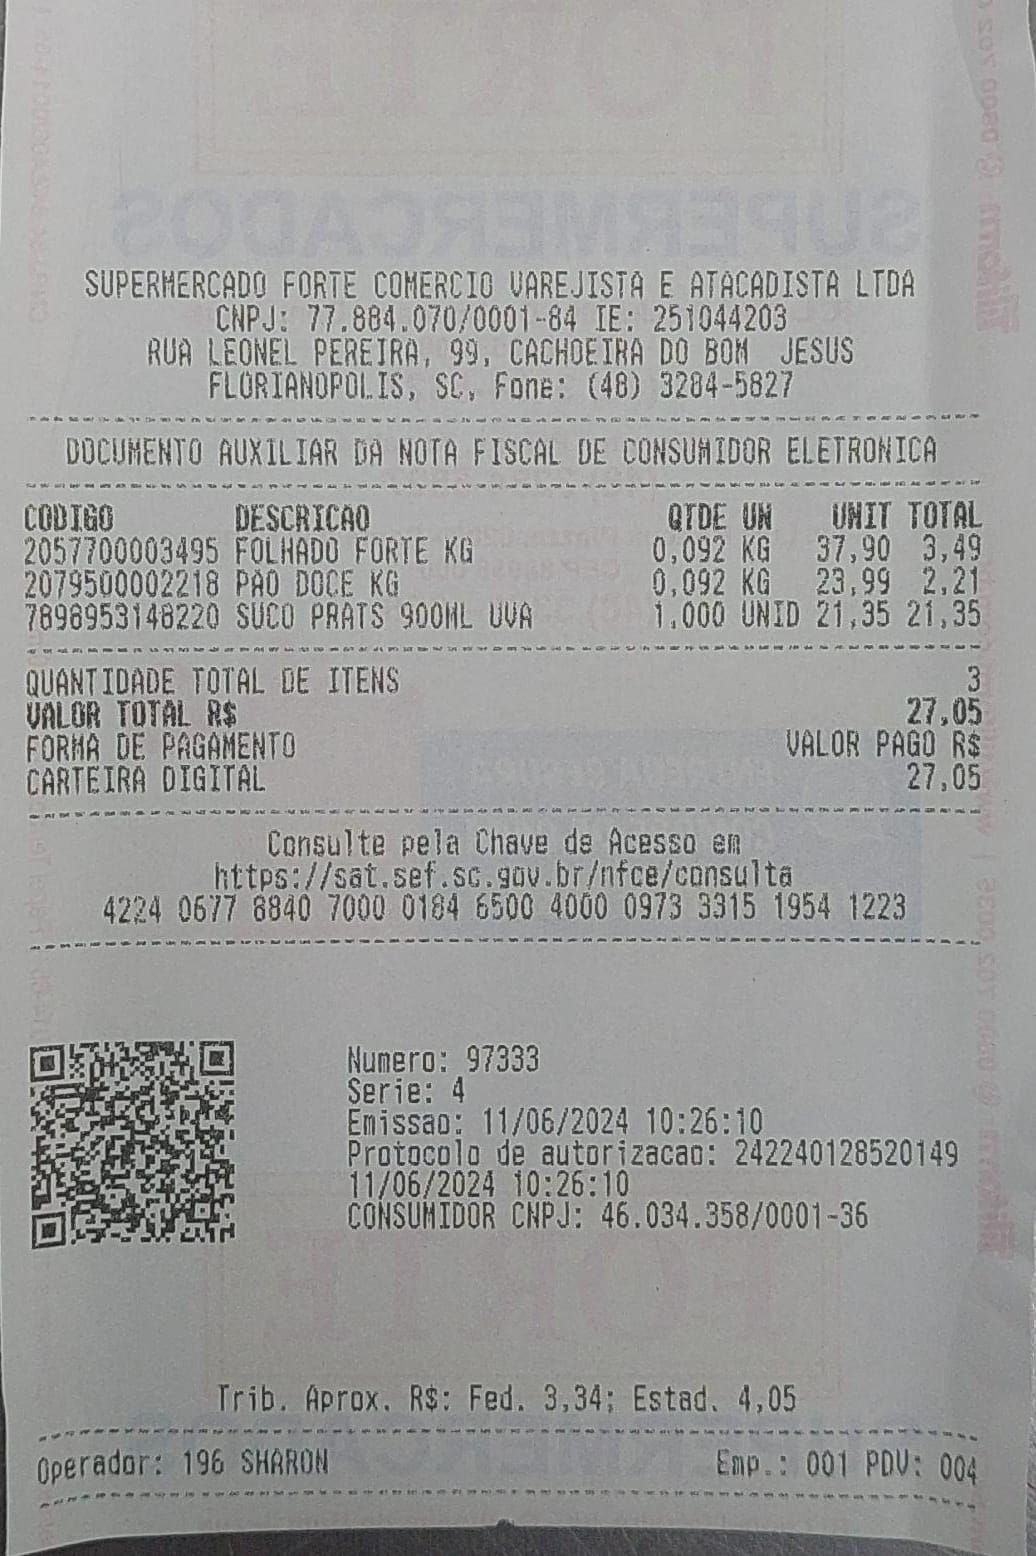 SUPERMERCADO FORTE COMERCIO VAREJISTA E ATACADISTA LTDA
CNPJ: 77.884.070/0001-84 IE: 251044203
RUA LEONEL PEREIRA, 99, CACHOEIRA DO BOM JESUS
FLORIANOPOLIS, SC, Fone: (48) 3284-5827
DOCUMENTO AUXILIAR DA NOTA FISCAL DE CONSUMIDOR ELETRONICA
CODIGO DESCRICAO QTDE UN UNIT TOTAL
2057700003495 FOLHADO FORTE KG 0,092 KG 37,90 3,49
2079500002218 PAO DOCE KG 0,092 KG 23,99 2,21
7898953148220 SUCO PRATS 900ML UVA 1,000 UNID 21,35 21,35
QUANTIDADE TOTAL DE ITENS 3
VALOR TOTAL R$ 27,05
FORMA DE PAGAMENTO VALOR PAGO R$
CARTEIRA DIGITAL 27,05
Consulte pela Chave de Acesso em
https://sat.sef.sc.gov.br/nfce/consulta
4224 0677 8840 7000 0184 6500 4000 0973 3315 1954 1223
Numero: 97333
Serie: 4
Emissao: 11/06/2024 10:26:10
Protocolo de autorizacao: 242240128520149
11/06/2024 10:26:10
CONSUMIDOR CNPJ: 46.034.358/0001-36
Trib. Aprox. R$: Fed. 3,34; Estad. 4,05
Operador: 196 SHARON Emp.: 001 PDV: 004
SUPERMERCADOS